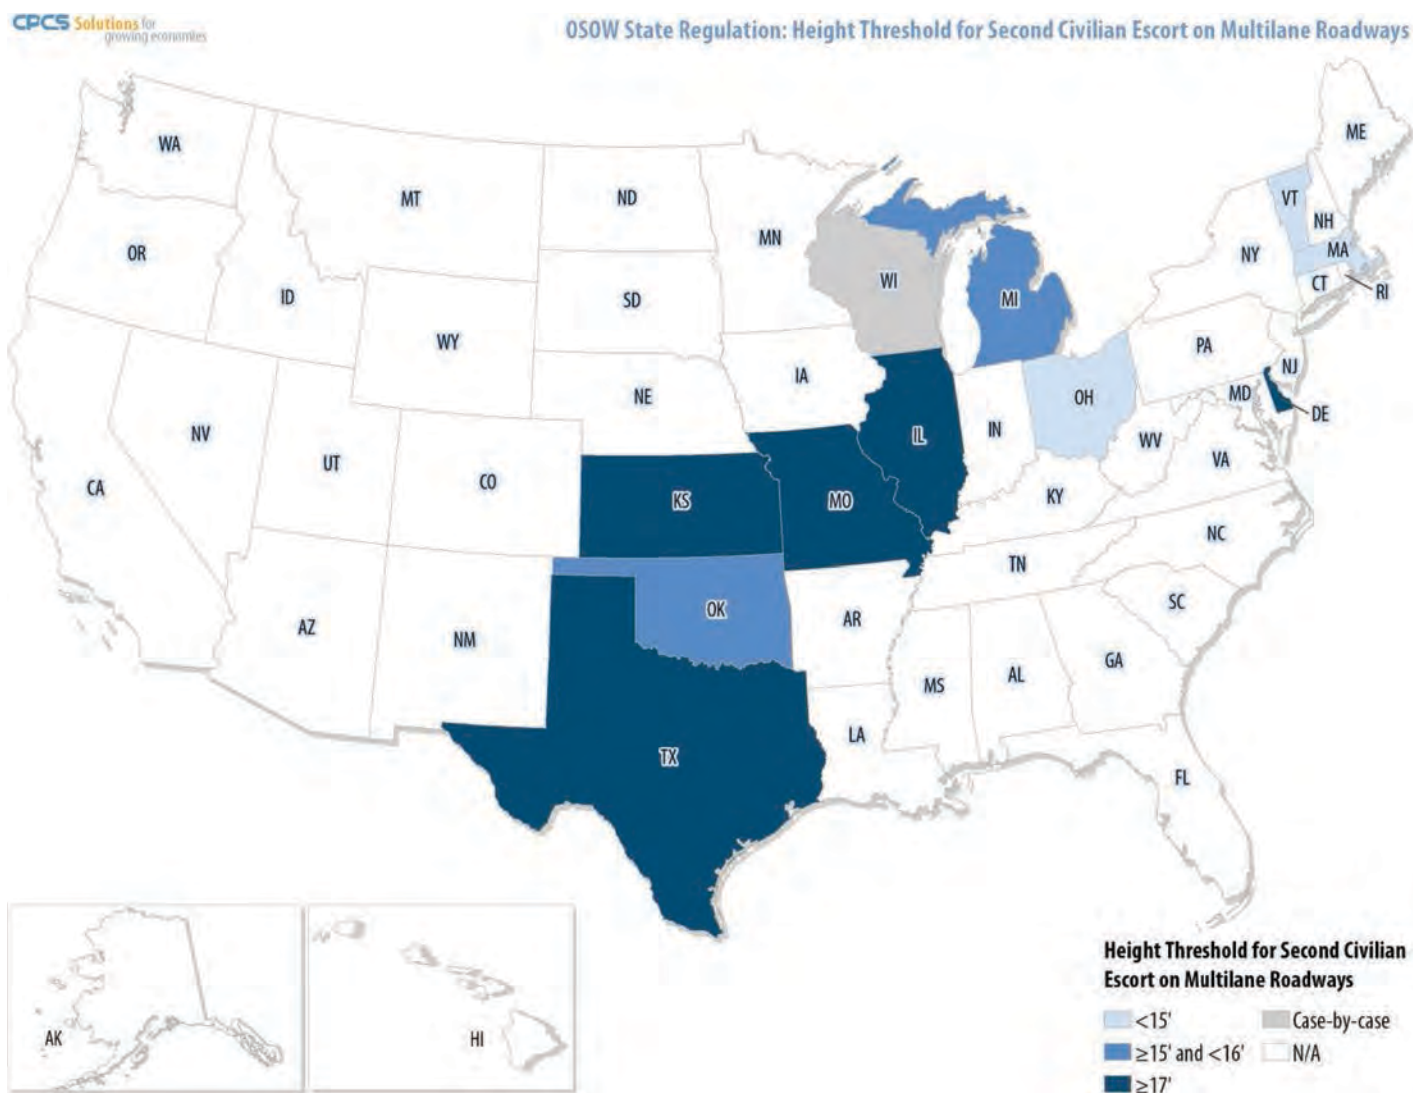 CPCS Solutions for
growing economies
OSOW State Regulation: Height Threshold for Second Civilian Escort on Multilane Roadways
WA
MT
ND
MN
ME
VT
NH
OR
ID
SD
WI
MI
NY
MA
CT
RI
WY
IA
PA
NJ
NE
OH
MD
DE
NV
UT
CO
IL
IN
WV
VA
CA
KS
MO
KY
NC
TN
AZ
NM
OK
AR
SC
MS
AL
GA
TX
LA
FL
AK
HI
Height Threshold for Second Civilian
Escort on Multilane Roadways
<15'
Case-by-case
≥15' and <16'
N/A
≥17'